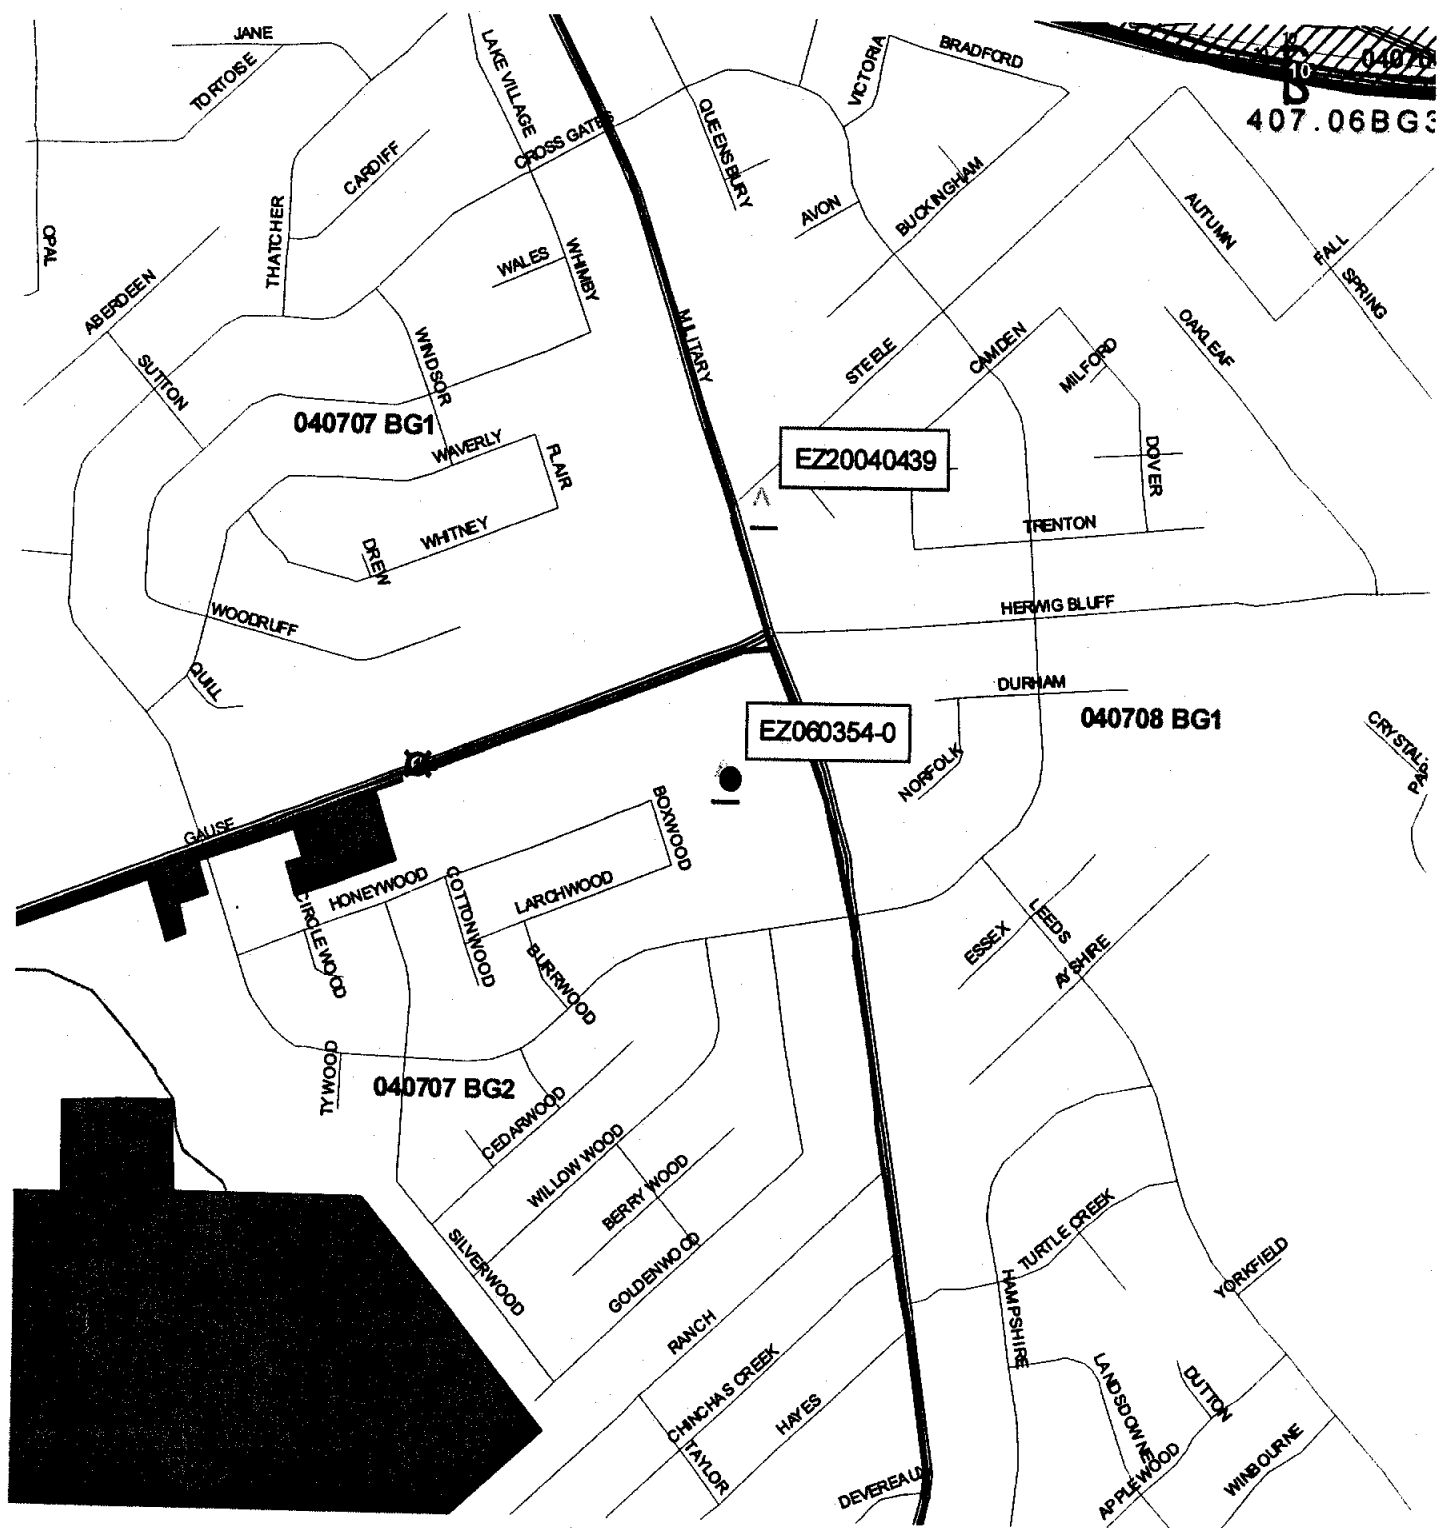 JANE
TORTOISE
LAKE VILLAGE
VICTORIA
BRADFORD
10
407.06BG3
QUEENSBURY
CROSS GATES
CARDIFF
THATCHER
OPAL
AVON
BUCKINGHAM
AUTUMN
FALL
SPRING
WALES
WHIMBY
ABERDEEN
SUTTON
WINDSOR
MILITARY
STEELE
CAMDEN
MILFORD
OAKLEAF
040707 BG1
WAVERLY
FLAIR
EZ20040439
DOVER
WHITNEY
DREW
TRENTON
WOODRUFF
HERWIG BLUFF
QUILL
DURHAM
040708 BG1
EZ060354-0
NORFOLK
CRYSTAL
GAUSE
BOXWOOD
HONEYWOOD
COTTONWOOD
LARCHWOOD
CIRCLEWOOD
BURRWOOD
ESSEX
LEEDS
AYSHIRE
TYWOOD
040707 BG2
CEDARWOOD
WILLOW WOOD
BERRY WOOD
SILVERWOOD
GOLDENWOOD
TURTLE CREEK
YORKFIELD
HAMPSHIRE
RANCH
CHINCHAS CREEK
HAYES
TAYLOR
LANDSDOWNE
DUTTON
DEVEREAUX
APPLEWOOD
WINBOURNE